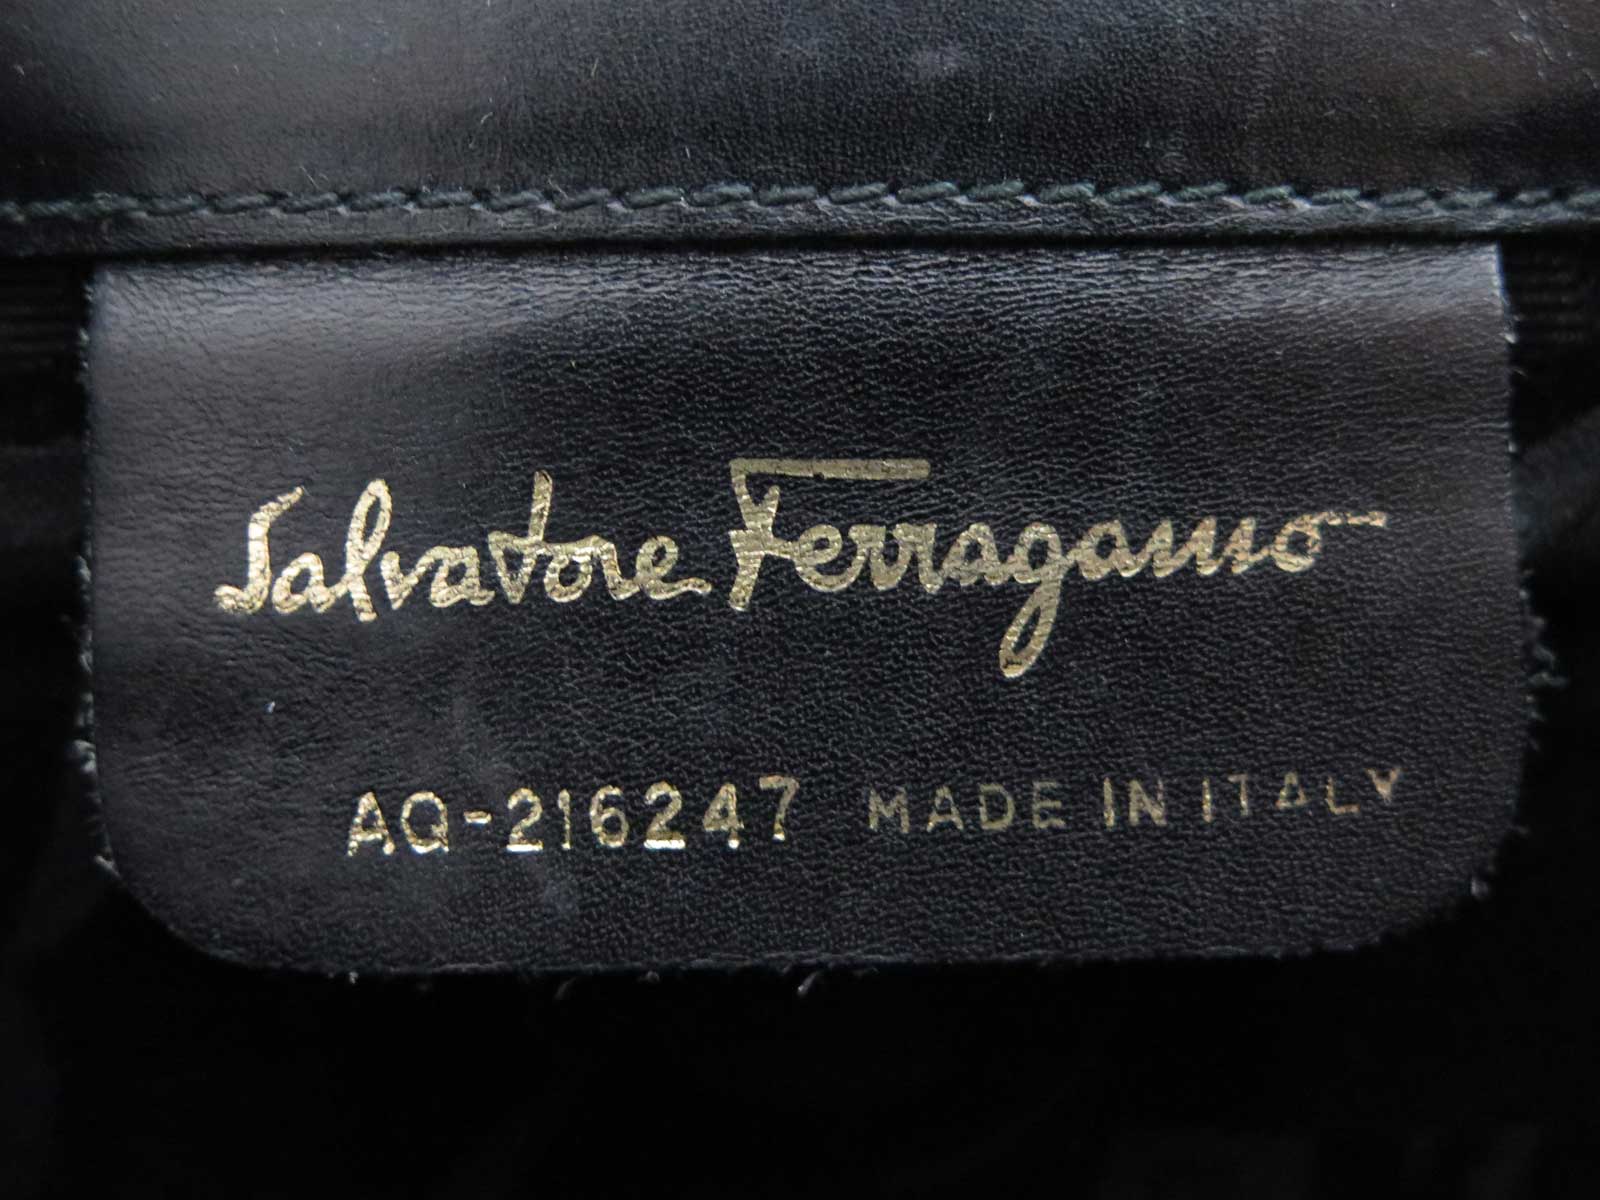 Salvatore Ferragamo
AQ-216247 MADE IN ITALY